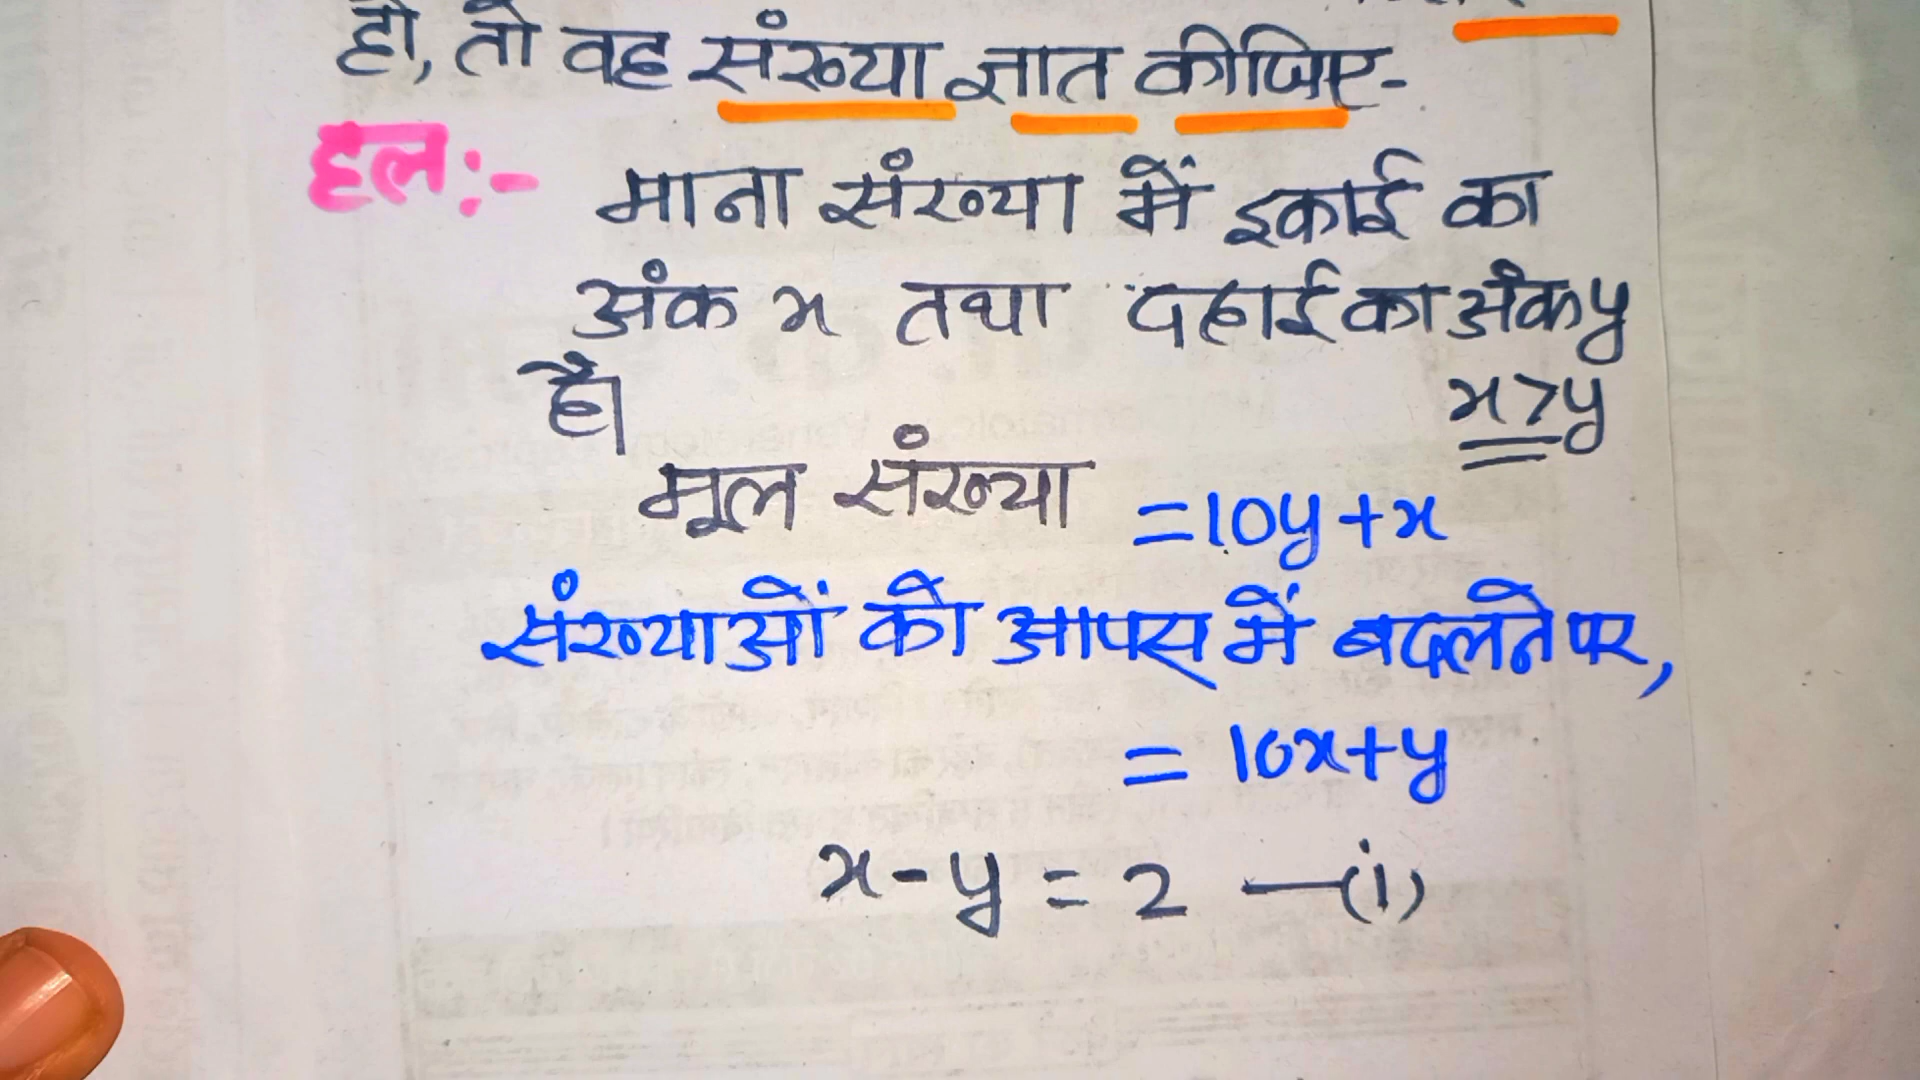 हो, तो वह संख्या ज्ञात कीजिए-
हल:- माना संख्या में इकाई का
अंक x तथा दहाई का अंक y
है। x>y
मूल संख्या =10y+x
संख्याओं को आपस में बदलने पर,
= 10x+y
x-y = 2 —(i)